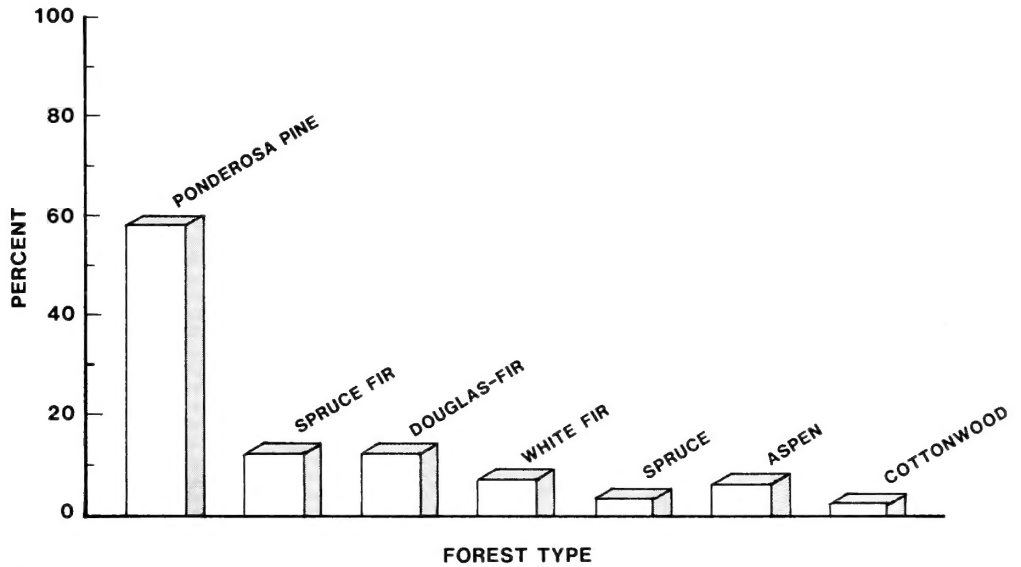 100
80
60
40
20
0
PERCENT
PONDEROSA PINE
SPRUCE FIR
DOUGLAS-FIR
WHITE FIR
SPRUCE
ASPEN
COTTONWOOD
FOREST TYPE